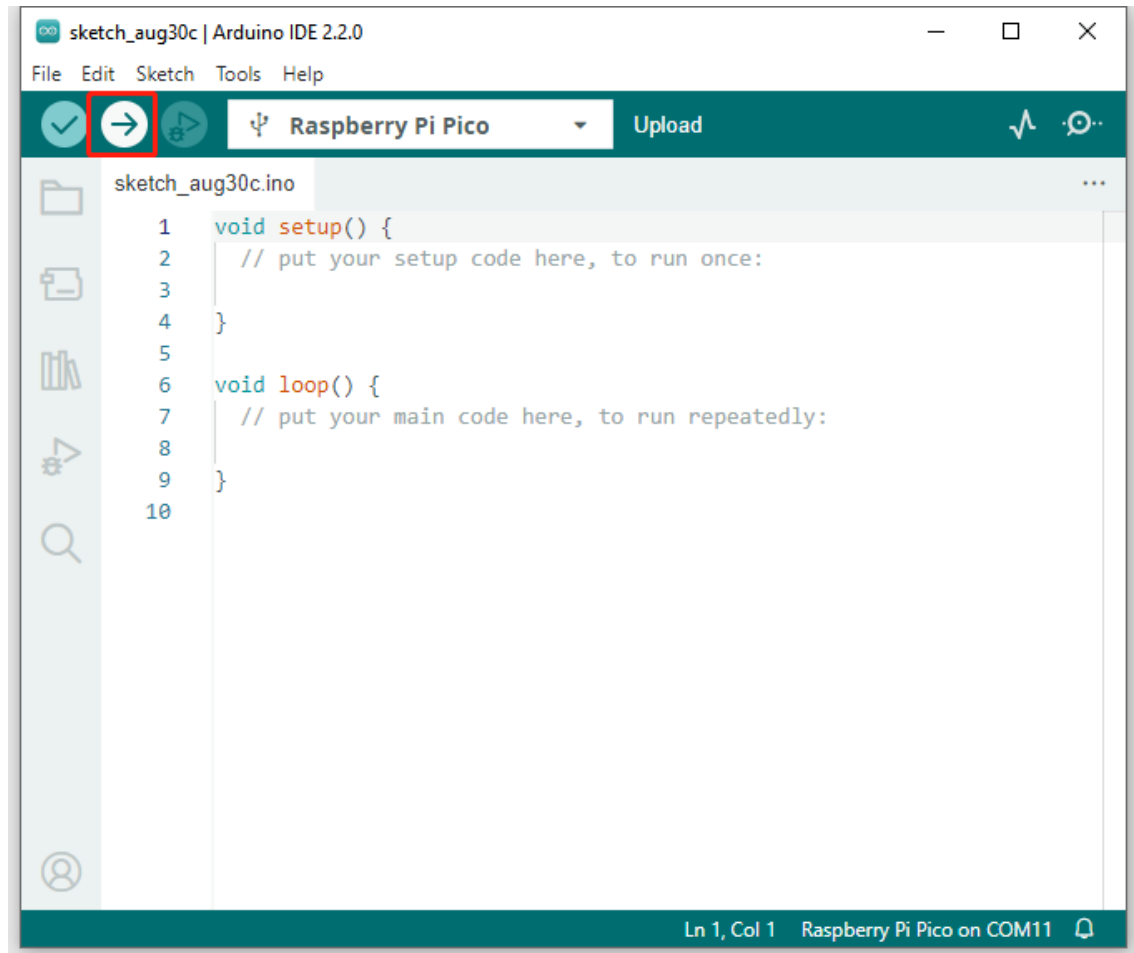 sketch_aug30c | Arduino IDE 2.2.0
File Edit Sketch Tools Help
Raspberry Pi Pico Upload
sketch_aug30c.ino
1 void setup() {
2 // put your setup code here, to run once:
3
4 }
5
6 void loop() {
7 // put your main code here, to run repeatedly:
8
9 }
10
Ln 1, Col 1 Raspberry Pi Pico on COM11